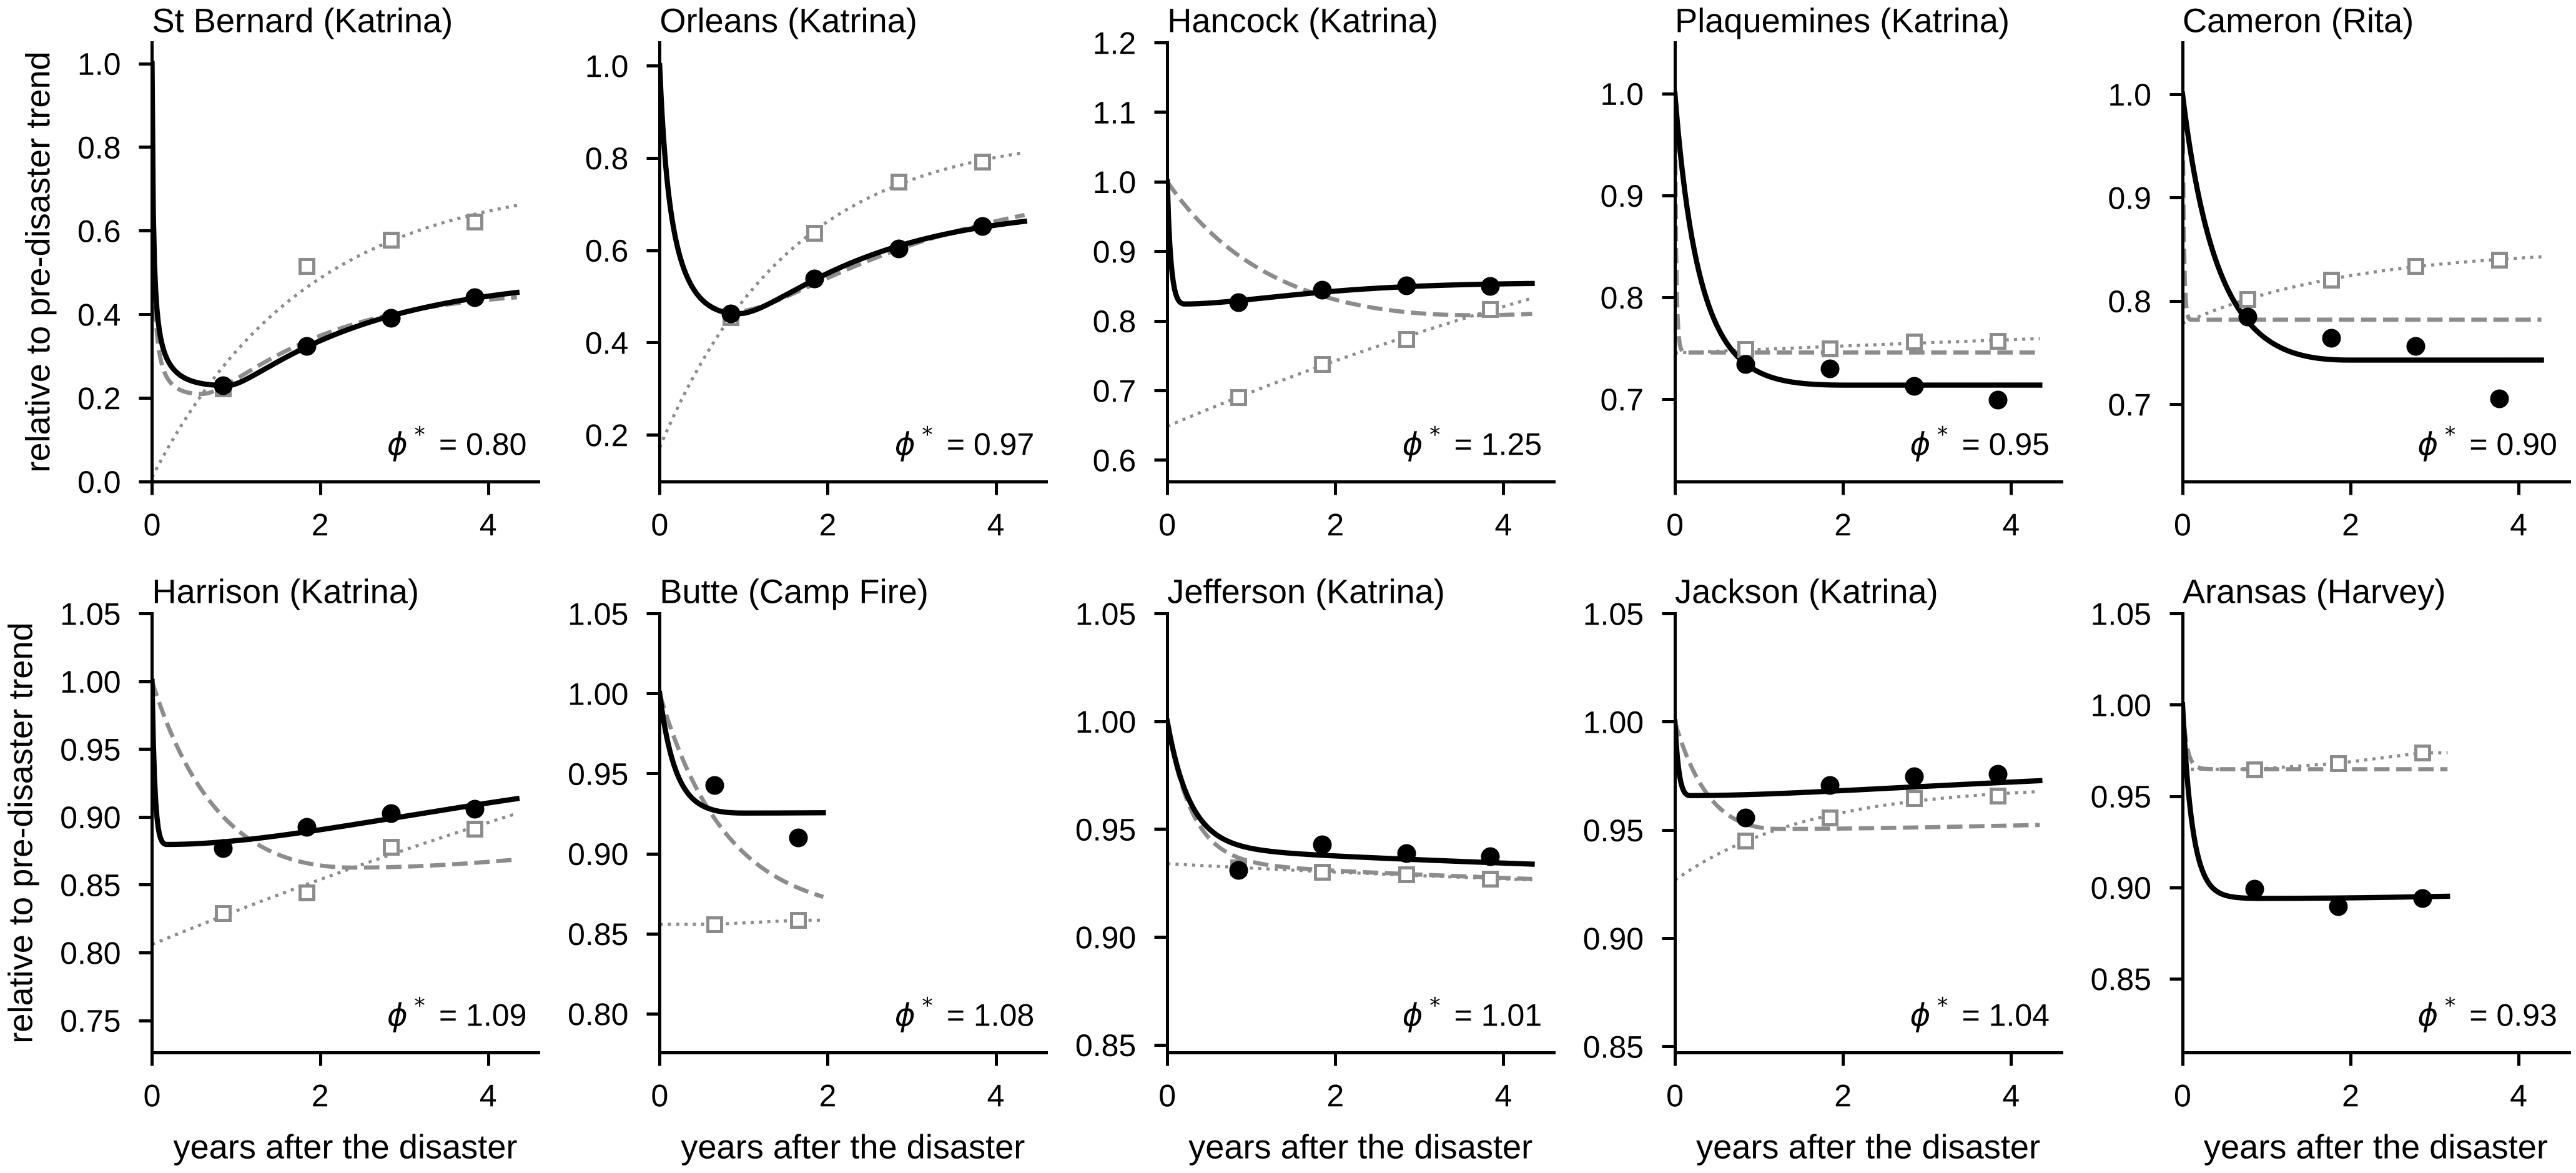 St Bernard (Katrina)
relative to pre-disaster trend
1.0
0.8
0.6
0.4
0.2
0.0
ϕ* = 0.80
0 2 4
Orleans (Katrina)
1.0
0.8
0.6
0.4
0.2
ϕ* = 0.97
0 2 4
Hancock (Katrina)
1.2
1.1
1.0
0.9
0.8
0.7
0.6
ϕ* = 1.25
0 2 4
Plaquemines (Katrina)
1.0
0.9
0.8
0.7
ϕ* = 0.95
0 2 4
Cameron (Rita)
1.0
0.9
0.8
0.7
ϕ* = 0.90
0 2 4
Harrison (Katrina)
relative to pre-disaster trend
1.05
1.00
0.95
0.90
0.85
0.80
0.75
ϕ* = 1.09
0 2 4
years after the disaster
Butte (Camp Fire)
1.05
1.00
0.95
0.90
0.85
0.80
ϕ* = 1.08
0 2 4
years after the disaster
Jefferson (Katrina)
1.05
1.00
0.95
0.90
0.85
ϕ* = 1.01
0 2 4
years after the disaster
Jackson (Katrina)
1.05
1.00
0.95
0.90
0.85
ϕ* = 1.04
0 2 4
years after the disaster
Aransas (Harvey)
1.05
1.00
0.95
0.90
0.85
ϕ* = 0.93
0 2 4
years after the disaster